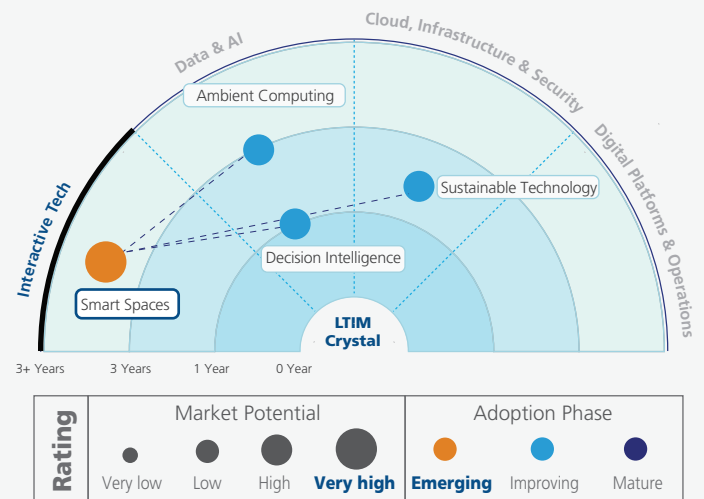 Cloud, Infrastructure & Security
Data & AI
Ambient Computing
Digital Platforms & Operations
Sustainable Technology
Interactive Tech
Decision Intelligence
Smart Spaces
LTIM
Crystal
3+ Years
3 Years
1 Year
0 Year
Rating
Market Potential
Adoption Phase
Very low
Low
High
Very high
Emerging
Improving
Mature